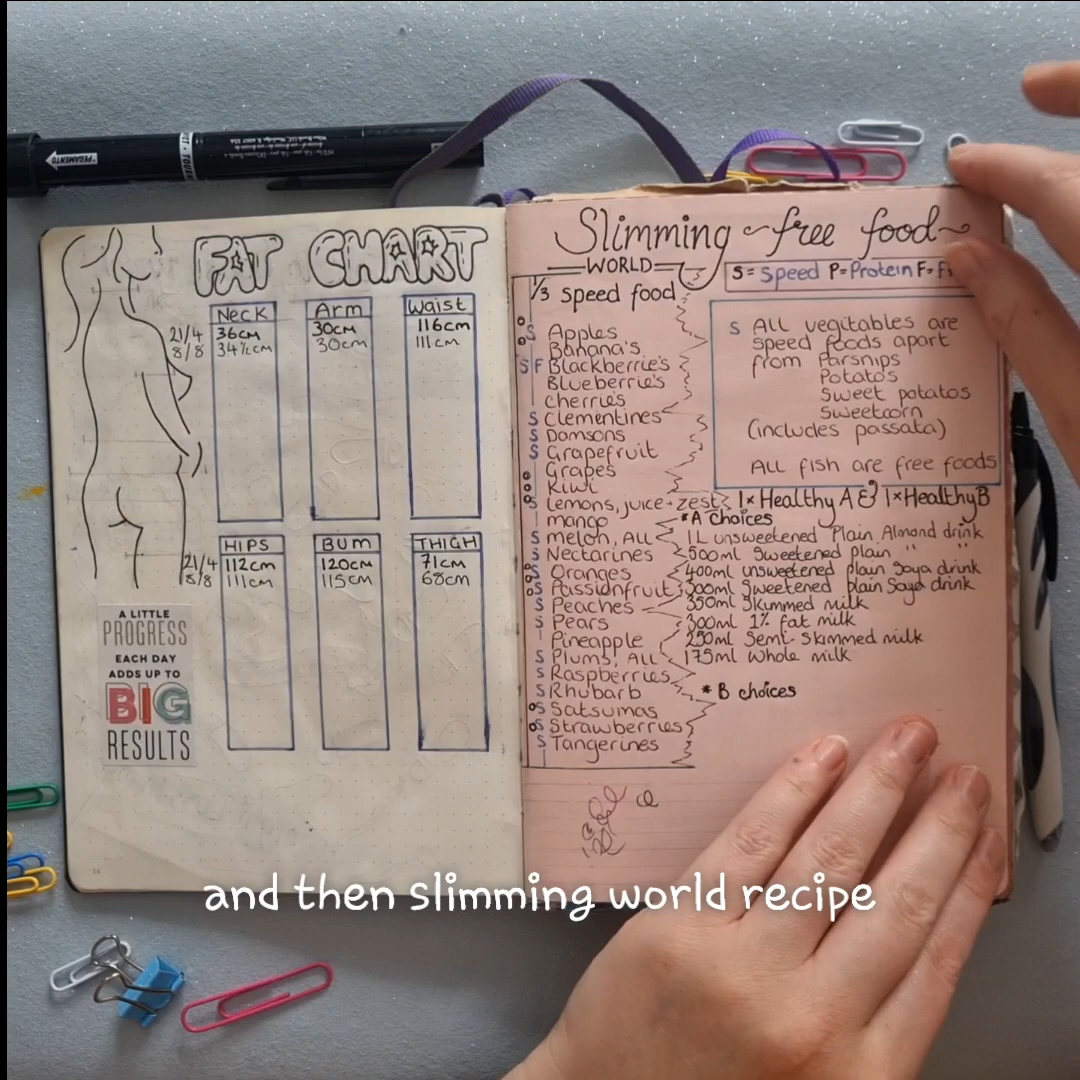 PEGAMENTO
FAT CHART
NECK
Arm
Waist
21/4
36cm
30cm
116cm
8/8
34½cm
30cm
111cm
HIPS
BUM
THIGH
21/4
112cm
120cm
71cm
8/8
111cm
115cm
68cm
A LITTLE
PROGRESS
EACH DAY
ADDS UP TO
BIG
RESULTS
16
Slimming ~free food~
WORLD
S = Speed P=Protein F=
1/3 speed food
S Apples
Banana's
S F Blackberrie's
Blueberrie's
Cherries
S Clementines
S Damsons
S Grapefruit
Grapes
Kiwi
S Lemons, juice + zest
mango
S melon, All
S Nectarines
S Oranges
S Passionfruit
S Peaches
S Pears
Pineapple
S Plums, All
S Raspberries
S Rhubarb
S Satsumas
S Strawberries
S Tangerines
S All vegitables are
speed foods apart
from Parsnips
Potato's
Sweet potatos
sweetcorn
(includes passata)
All fish are free foods
1x Healthy A & 1x Healthy B
*A choices
1L unsweetened Plain Almond drink
500ml Sweetened plain " "
400ml unsweetened plain Soya drink
300ml Sweetened plain Soya drink
350ml Skimmed milk
300ml 1% fat milk
250ml Semi-Skimmed milk
175ml Whole milk
* B choices
and then slimming world recipe